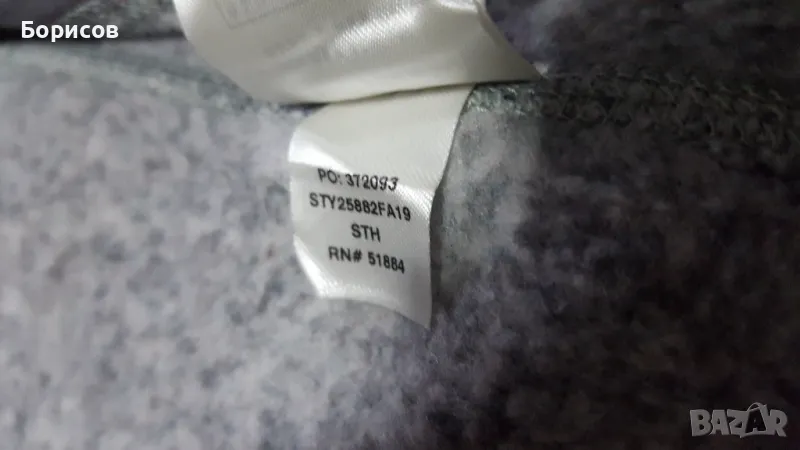 Борисов
PO: 372093
STY25882FA19
STH
RN# 51884
BAZAR